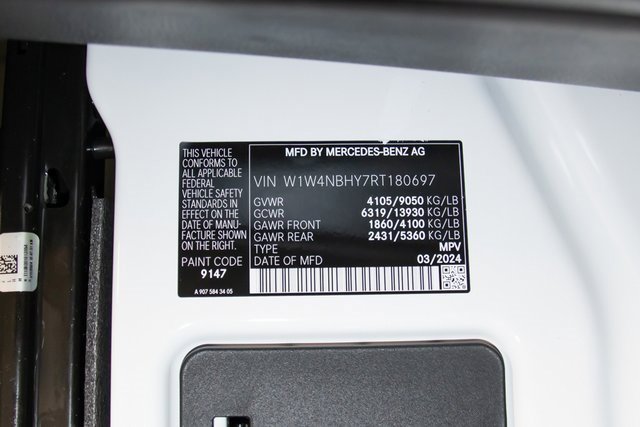 THIS VEHICLE
CONFORMS TO
ALL APPLICABLE
FEDERAL
VEHICLE SAFETY
STANDARDS IN
EFFECT ON THE
DATE OF MANU-
FACTURE SHOWN
ON THE RIGHT.
PAINT CODE
9147
A 907 584 34 05
MFD BY MERCEDES-BENZ AG
VIN W1W4NBHY7RT180697
GVWR 4105/9050 KG/LB
GCWR 6319/13930 KG/LB
GAWR FRONT 1860/4100 KG/LB
GAWR REAR 2431/5360 KG/LB
TYPE MPV
DATE OF MFD 03/2024